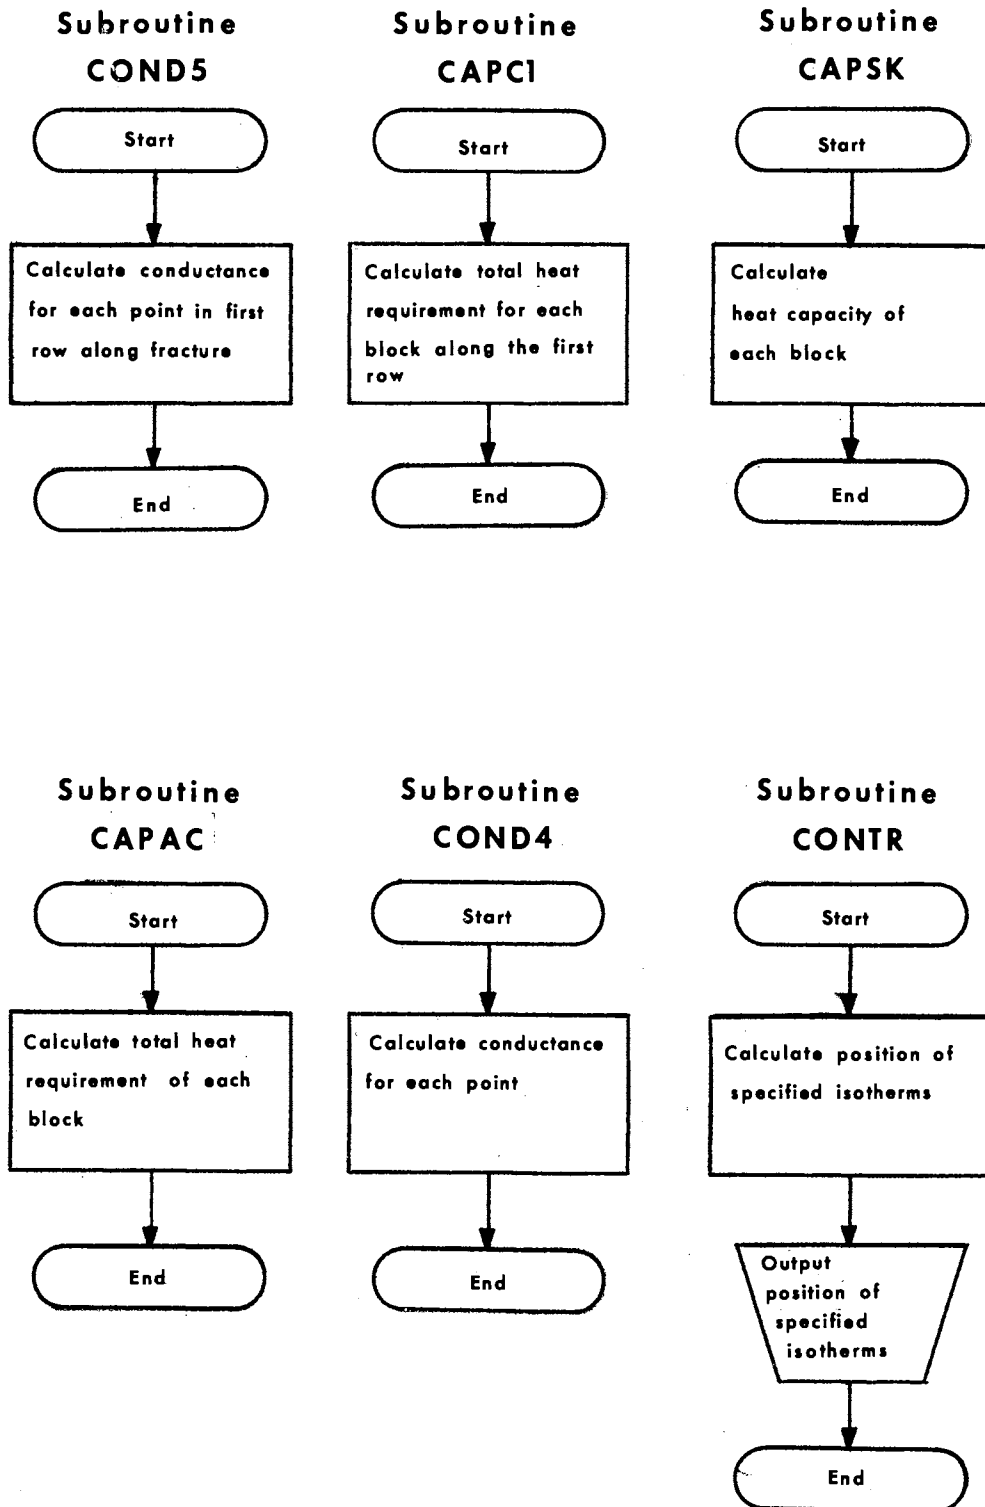 Subroutine
COND5
Start
Calculate conductance
for each point in first
row along fracture
End
Subroutine
CAPC1
Start
Calculate total heat
requirement for each
block along the first
row
End
Subroutine
CAPSK
Start
Calculate
heat capacity of
each block
End
Subroutine
CAPAC
Start
Calculate total heat
requirement of each
block
End
Subroutine
COND4
Start
Calculate conductance
for each point
End
Subroutine
CONTR
Start
Calculate position of
specified isotherms
Output
position of
specified
isotherms
End